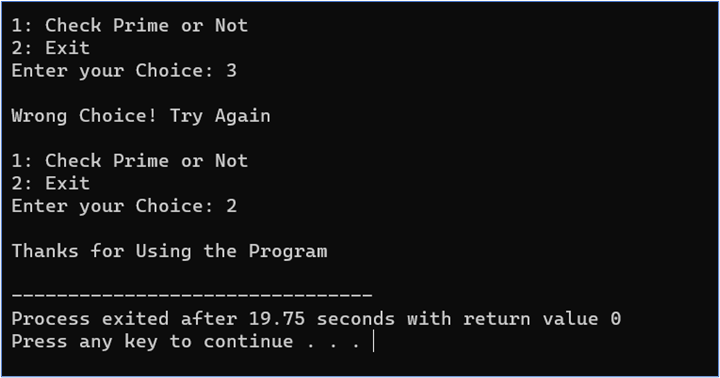 1: Check Prime or Not
2: Exit
Enter your Choice: 3
Wrong Choice! Try Again
1: Check Prime or Not
2: Exit
Enter your Choice: 2
Thanks for Using the Program
--------------------------------
Process exited after 19.75 seconds with return value 0
Press any key to continue . . .